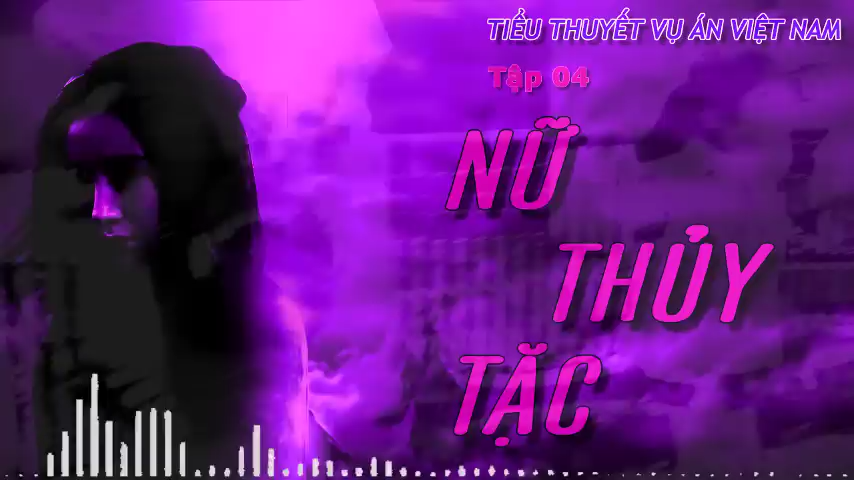 TIỂU THUYẾT VỤ ÁN VIỆT NAM
Tập 04
NỮ
THỦY
TẶC